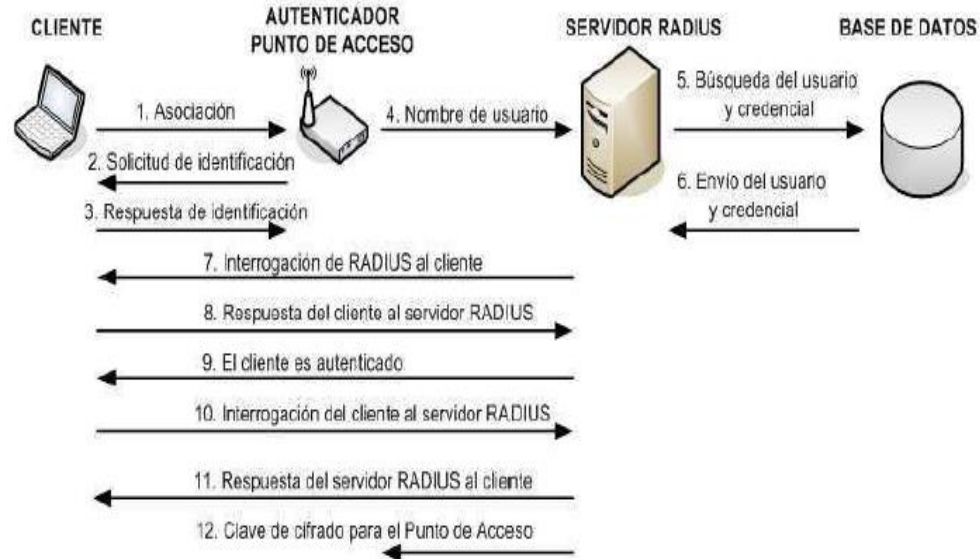 CLIENTE
AUTENTICADOR
PUNTO DE ACCESO
SERVIDOR RADIUS
BASE DE DATOS
1. Asociación
2. Solicitud de identificación
3. Respuesta de identificación
4. Nombre de usuario
5. Búsqueda del usuario
y credencial
6. Envío del usuario
y credencial
7. Interrogación de RADIUS al cliente
8. Respuesta del cliente al servidor RADIUS
9. El cliente es autenticado
10. Interrogación del cliente al servidor RADIUS
11. Respuesta del servidor RADIUS al cliente
12. Clave de cifrado para el Punto de Acceso